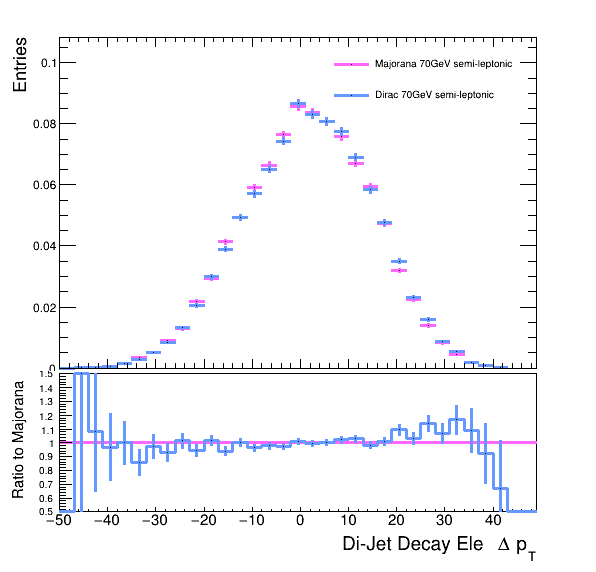 Entries
0.1
0.08
0.06
0.04
0.02
0
Majorana 70GeV semi-leptonic
Dirac 70GeV semi-leptonic
Ratio to Majorana
1.5
1.4
1.3
1.2
1.1
1
0.9
0.8
0.7
0.6
0.5
−50 −40 −30 −20 −10 0 10 20 30 40
Di-Jet Decay Ele Δ pT